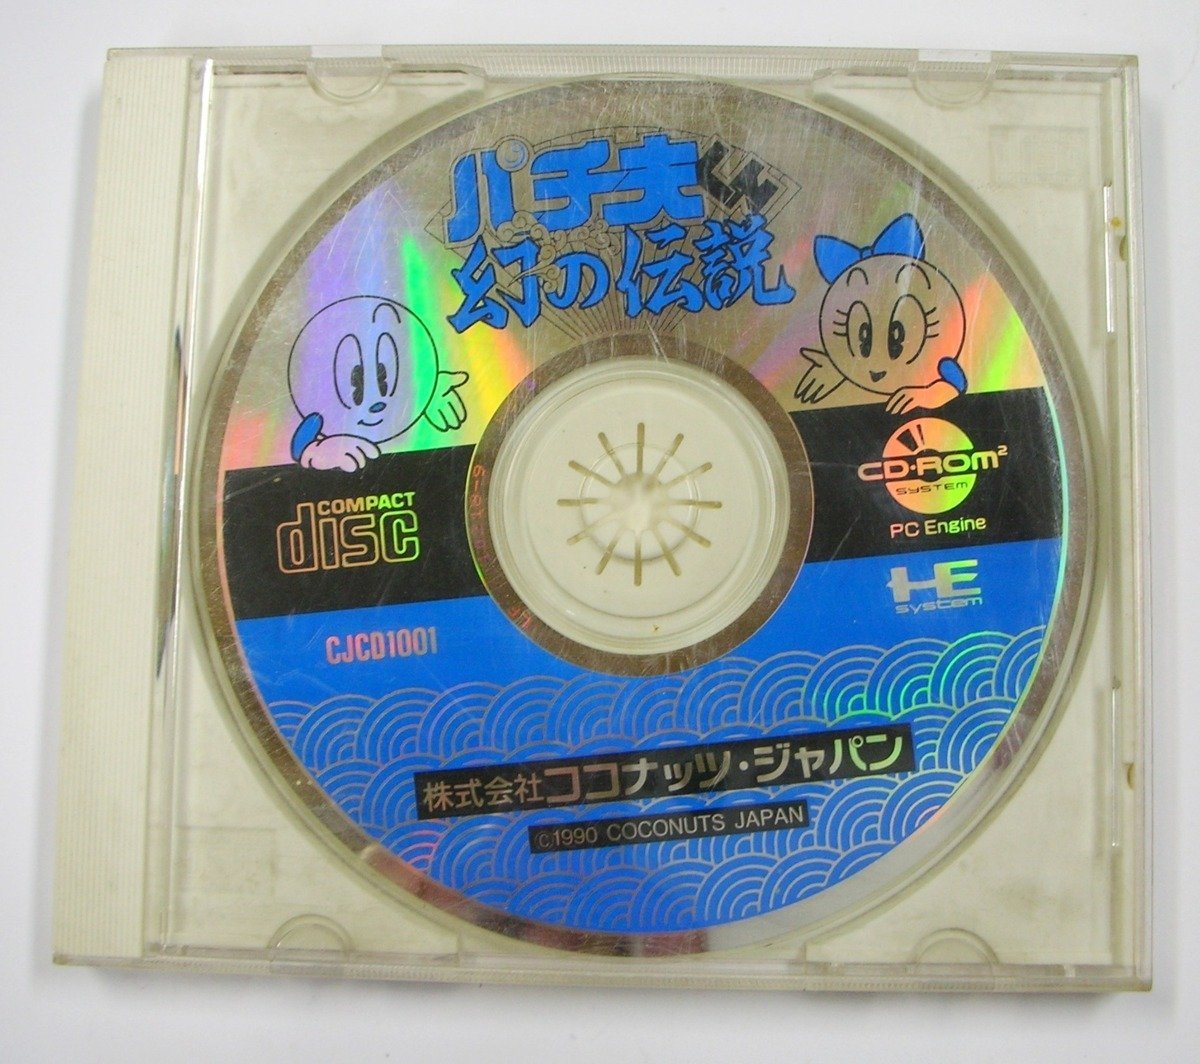 パチ夫くん
幻の伝説
COMPACT
disc
CD-ROM²
SYSTEM
PC Engine
HE
system
CJCD1001
株式会社ココナッツ・ジャパン
©1990 COCONUTS JAPAN